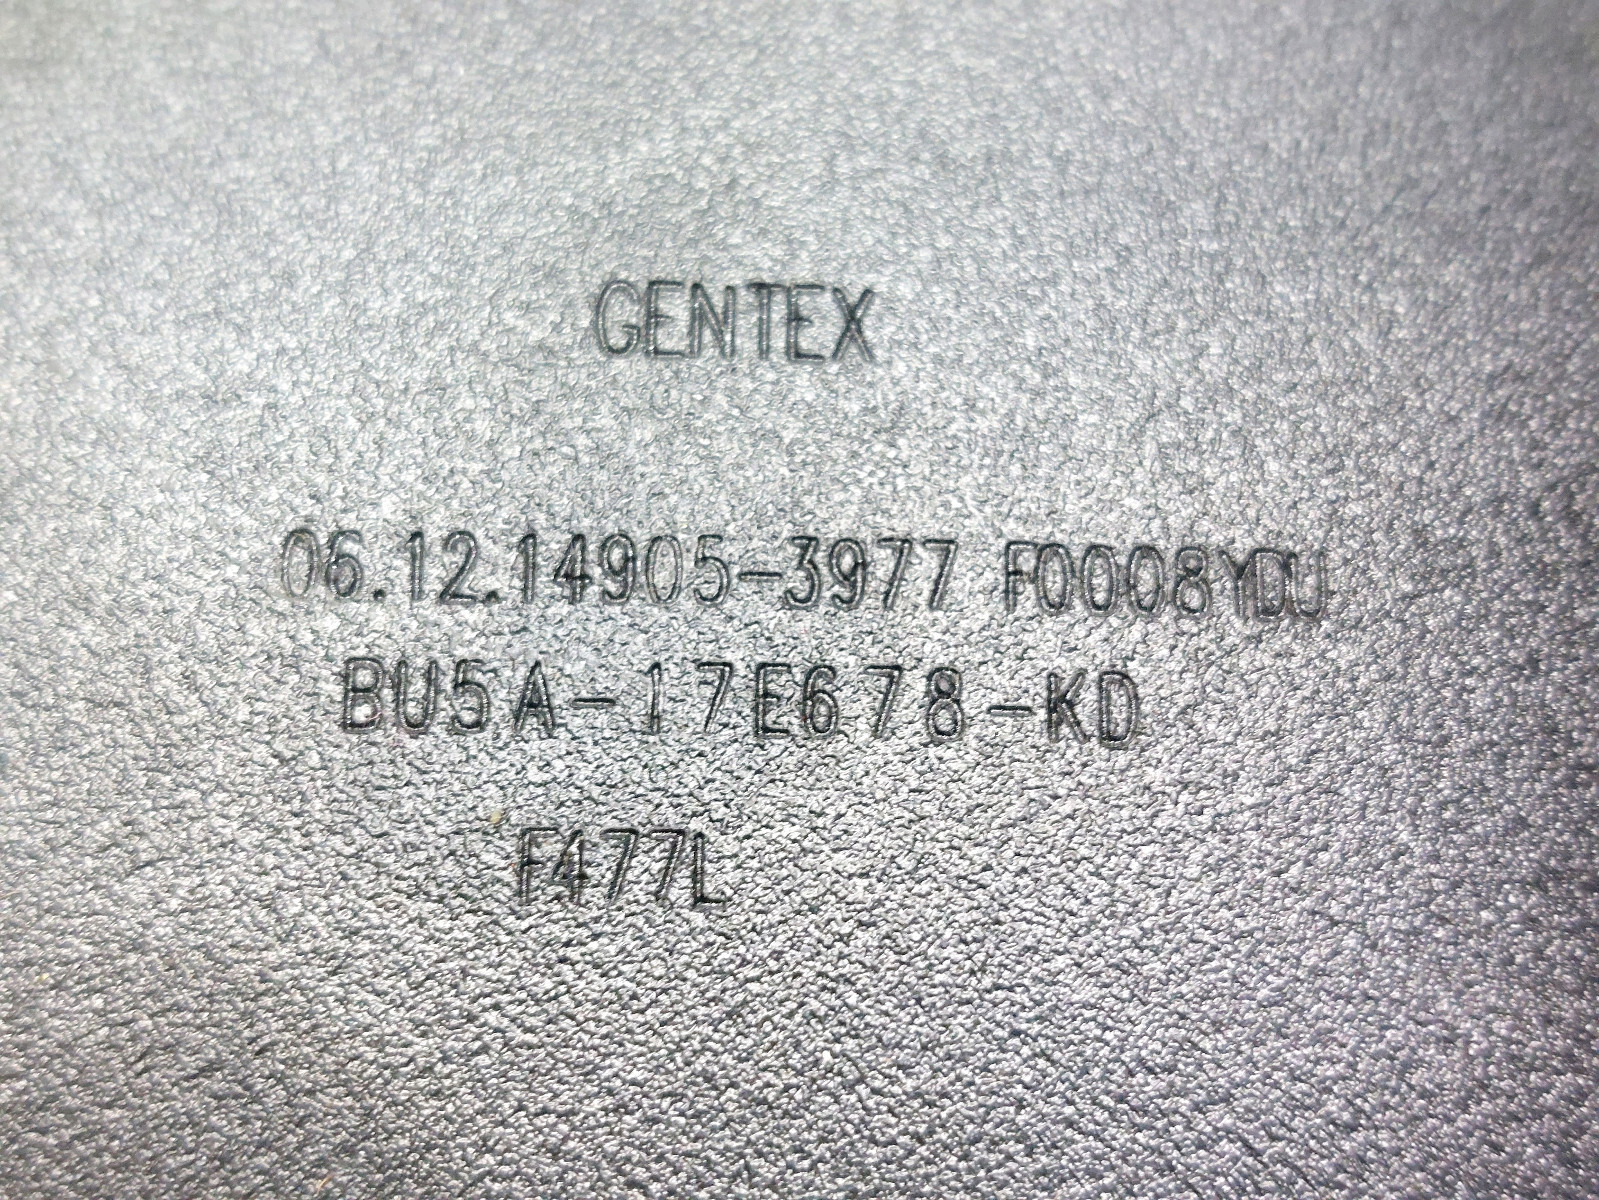 GENTEX
06.12.14905-3977 F0008YDU
BU5A-17E678-KD
F477L